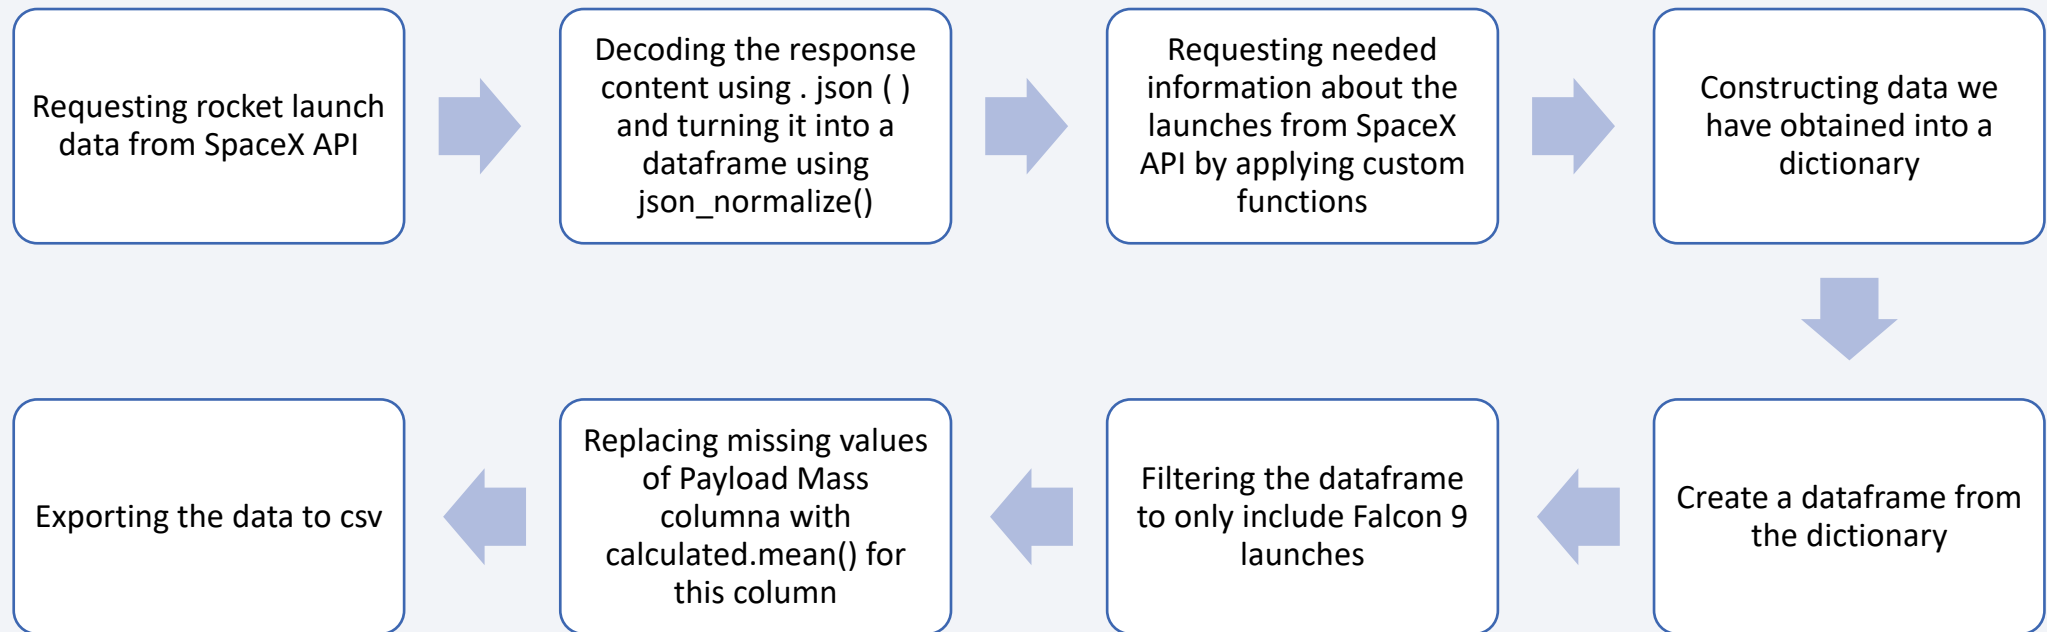 Requesting rocket launch
data from SpaceX API
Decoding the response
content using . json ( )
and turning it into a
dataframe using
json_normalize()
Requesting needed
information about the
launches from SpaceX
API by applying custom
functions
Constructing data we
have obtained into a
dictionary
Create a dataframe from
the dictionary
Filtering the dataframe
to only include Falcon 9
launches
Replacing missing values
of Payload Mass
columna with
calculated.mean() for
this column
Exporting the data to csv